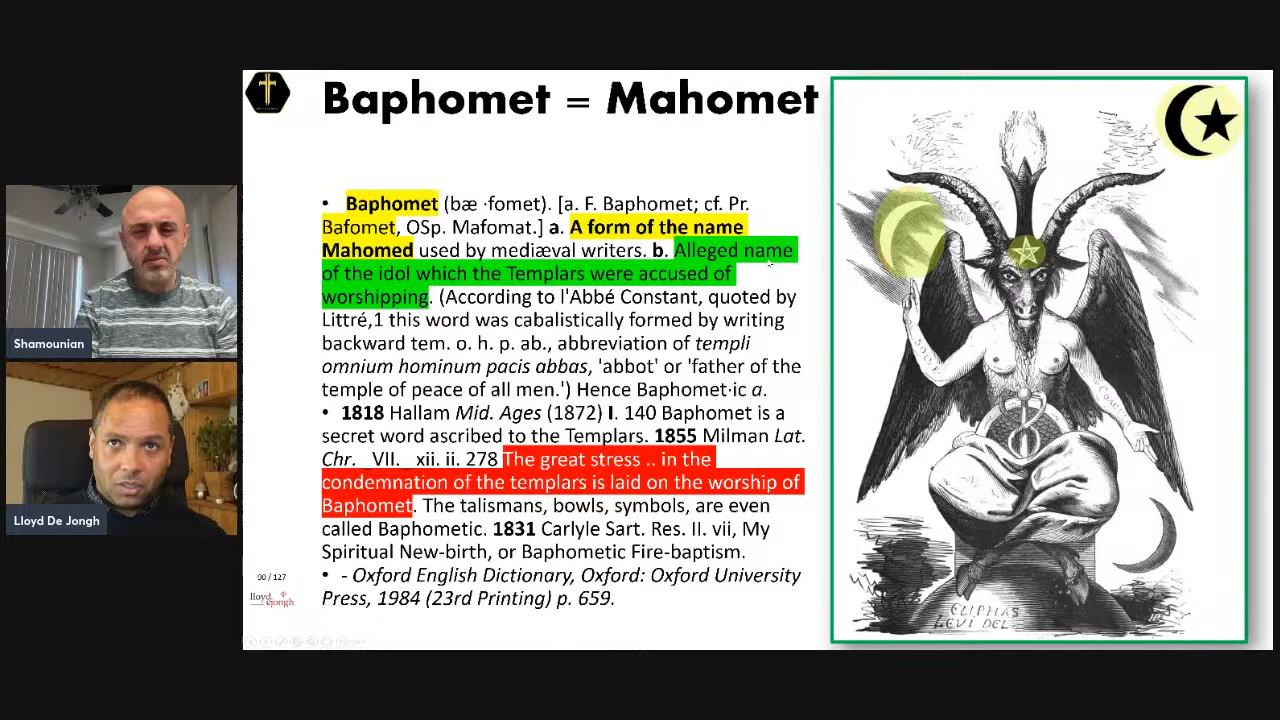 Baphomet = Mahomet
• Baphomet (bæ ·fomet). [a. F. Baphomet; cf. Pr.
Bafomet, OSp. Mafomat.] a. A form of the name
Mahomed used by mediæval writers. b. Alleged name
of the idol which the Templars were accused of
worshipping. (According to l'Abbé Constant, quoted by
Littré,1 this word was cabalistically formed by writing
backward tem. o. h. p. ab., abbreviation of templi
omnium hominum pacis abbas, 'abbot' or 'father of the
temple of peace of all men.') Hence Baphomet·ic a.
• 1818 Hallam Mid. Ages (1872) I. 140 Baphomet is a
secret word ascribed to the Templars. 1855 Milman Lat.
Chr. _VII._ xii. ii. 278 The great stress .. in the
condemnation of the templars is laid on the worship of
Baphomet. The talismans, bowls, symbols, are even
called Baphometic. 1831 Carlyle Sart. Res. II. vii, My
Spiritual New-birth, or Baphometic Fire-baptism.
• - Oxford English Dictionary, Oxford: Oxford University
Press, 1984 (23rd Printing) p. 659.
90 / 127
lloyd
dejongh
Shamounian
Lloyd De Jongh
SOLVE
ELIPHAS
LEVI DEL